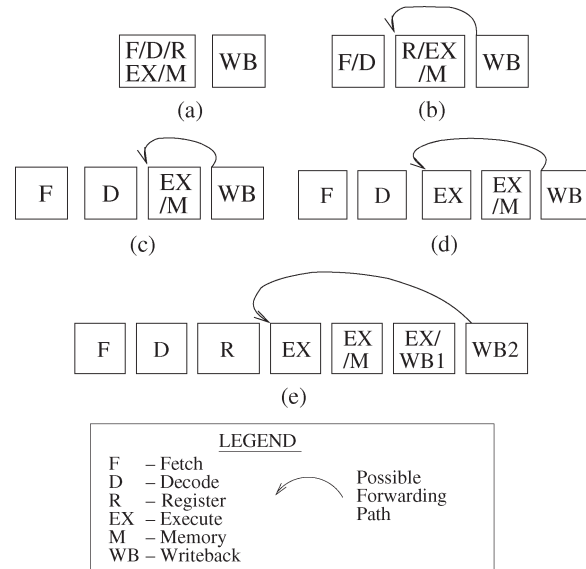 F/D/R
EX/M
WB
(a)
F/D
R/EX
/M
WB
(b)
F
D
EX
/M
WB
(c)
F
D
EX
EX
/M
WB
(d)
F
D
R
EX
EX
/M
EX/
WB1
WB2
(e)
LEGEND
F – Fetch
D – Decode
R – Register
EX – Execute
M – Memory
WB – Writeback
Possible
Forwarding
Path